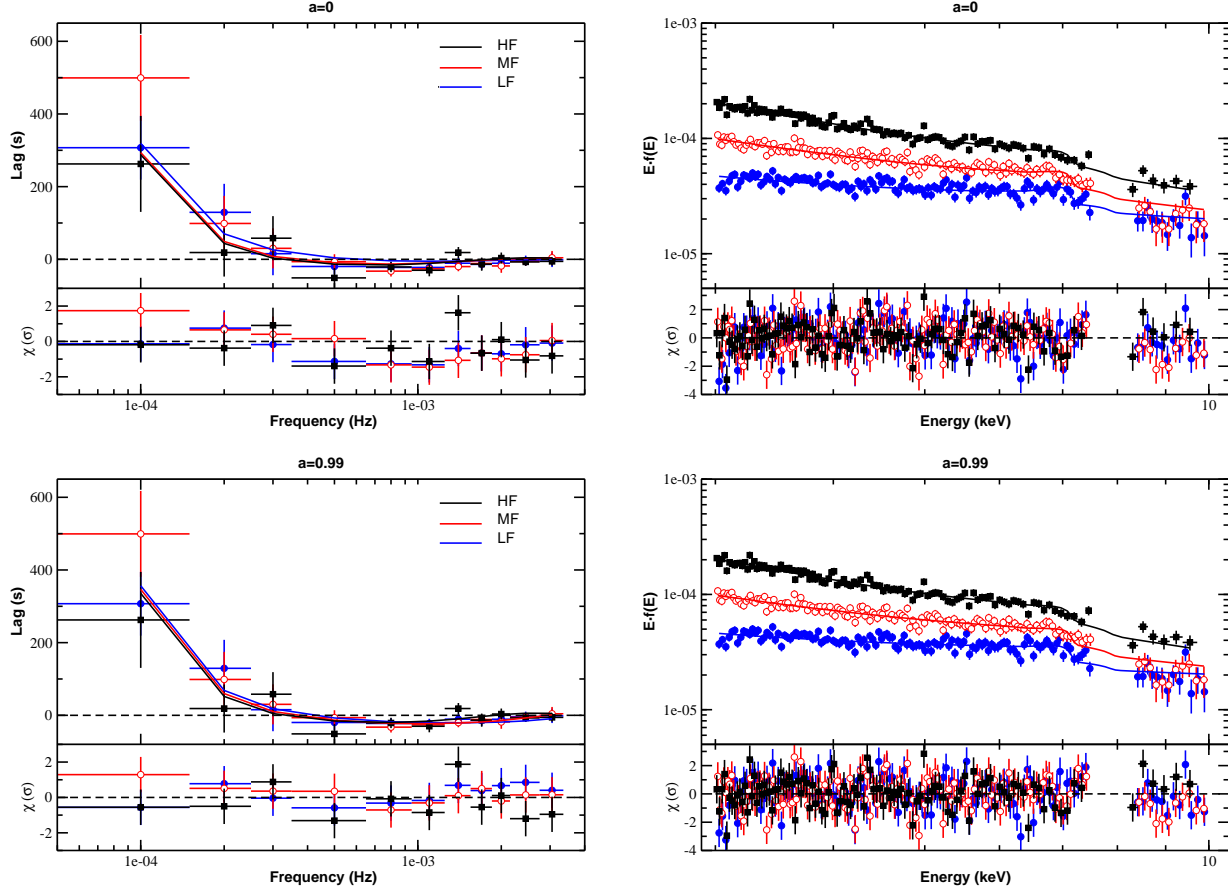 a=0
600
400
200
0
Lag (s)
HF
MF
LF
2
0
-2
χ (σ)
1e-04
1e-03
Frequency (Hz)
a=0
1e-03
1e-04
1e-05
E·f(E)
2
0
-2
-4
χ (σ)
10
Energy (keV)
a=0.99
600
400
200
0
Lag (s)
HF
MF
LF
2
0
-2
χ (σ)
1e-04
1e-03
Frequency (Hz)
a=0.99
1e-03
1e-04
1e-05
E·f(E)
2
0
-2
-4
χ (σ)
10
Energy (keV)